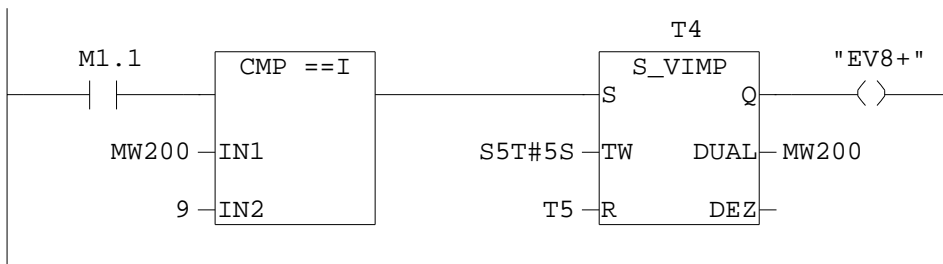 T4
M1.1 CMP ==I S_VIMP "EV8+"
S Q
MW200 IN1 S5T#5S TW DUAL MW200
9 IN2 T5 R DEZ